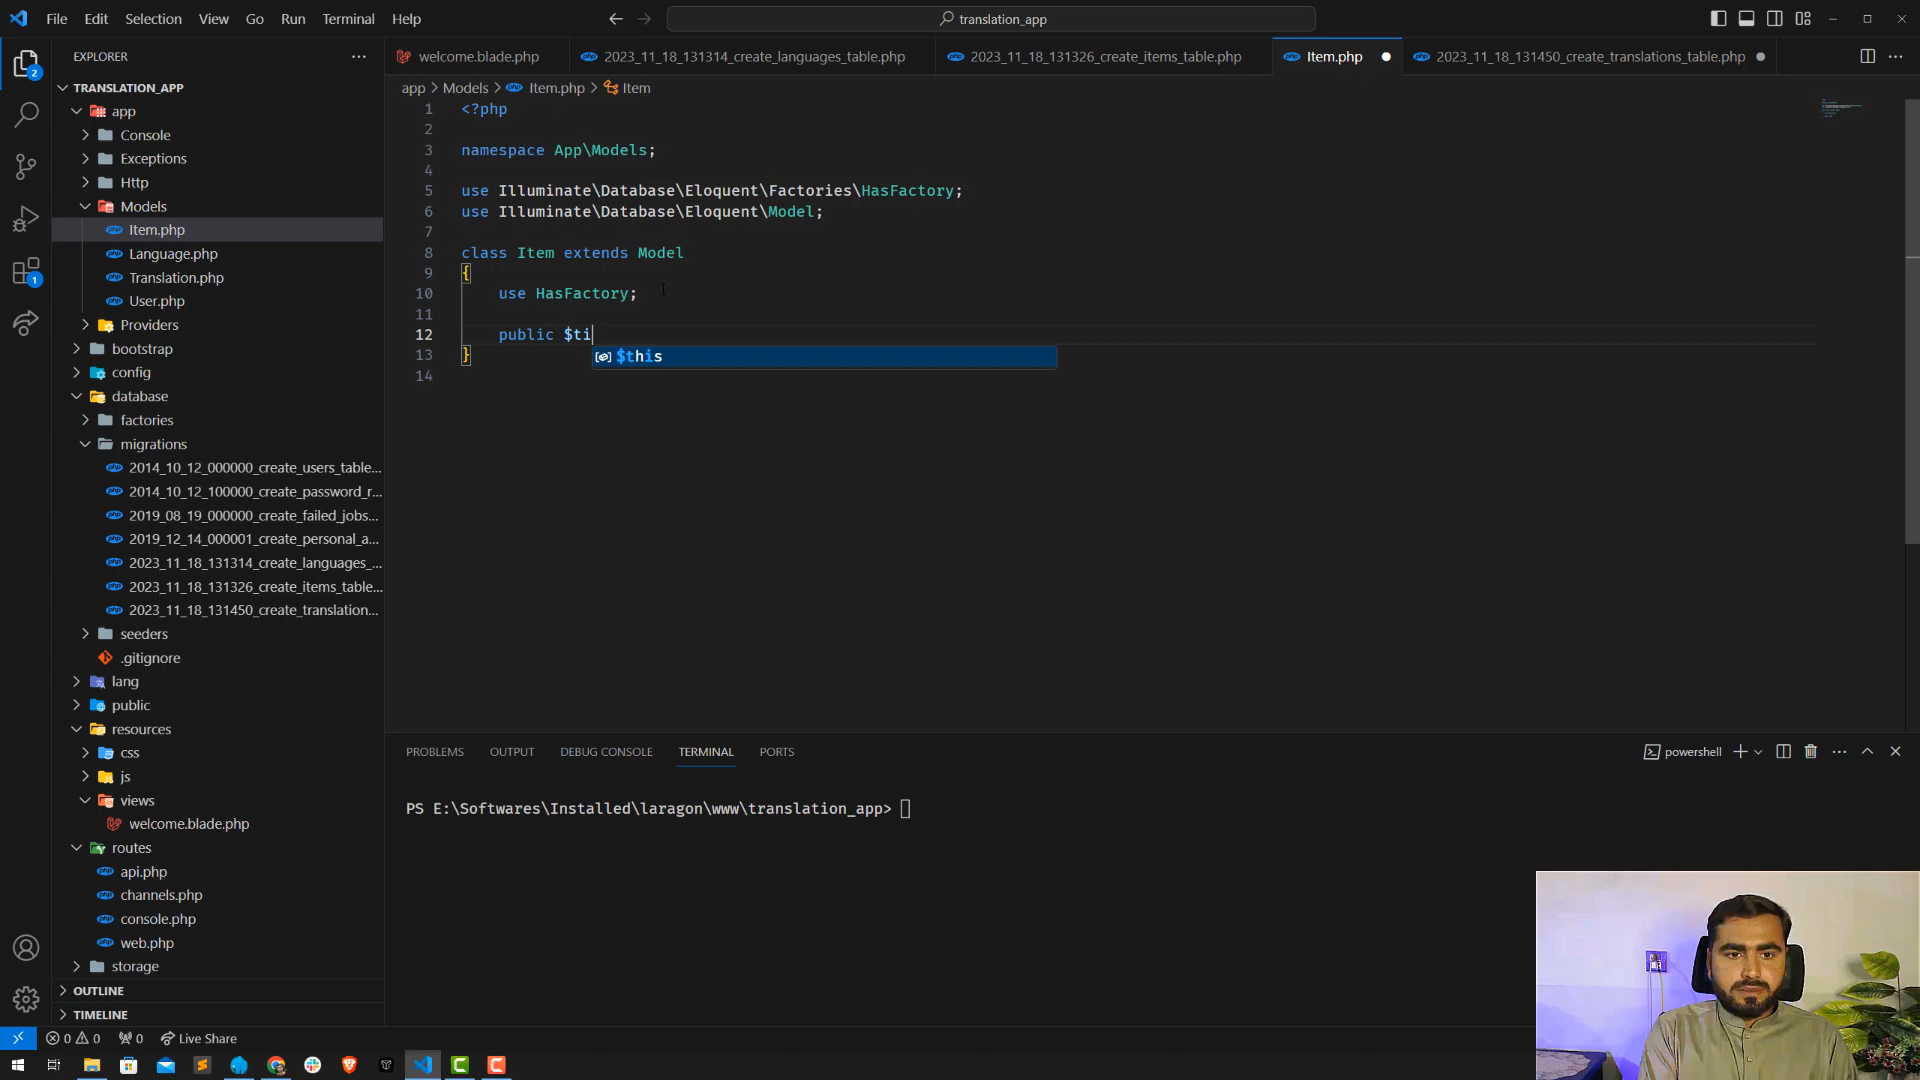 File Edit Selection View Go Run Terminal Help
translation_app
EXPLORER
welcome.blade.php
2023_11_18_131314_create_languages_table.php
2023_11_18_131326_create_items_table.php
Item.php
2023_11_18_131450_create_translations_table.php
app > Models > Item.php > Item
TRANSLATION_APP
app
Console
Exceptions
Http
Models
Item.php
Language.php
Translation.php
User.php
Providers
bootstrap
config
database
factories
migrations
2014_10_12_000000_create_users_table...
2014_10_12_100000_create_password_r...
2019_08_19_000000_create_failed_jobs...
2019_12_14_000001_create_personal_a...
2023_11_18_131314_create_languages_...
2023_11_18_131326_create_items_table...
2023_11_18_131450_create_translation...
seeders
.gitignore
lang
public
resources
css
js
views
welcome.blade.php
routes
api.php
channels.php
console.php
web.php
storage
OUTLINE
TIMELINE
2
1
1 <?php
2
3 namespace App\Models;
4
5 use Illuminate\Database\Eloquent\Factories\HasFactory;
6 use Illuminate\Database\Eloquent\Model;
7
8 class Item extends Model
9 {
10 use HasFactory;
11
12 public $ti
$this
13 }
14
PROBLEMS OUTPUT DEBUG CONSOLE TERMINAL PORTS
powershell
PS E:\Softwares\Installed\laragon\www\translation_app>
0 0 0 Live Share